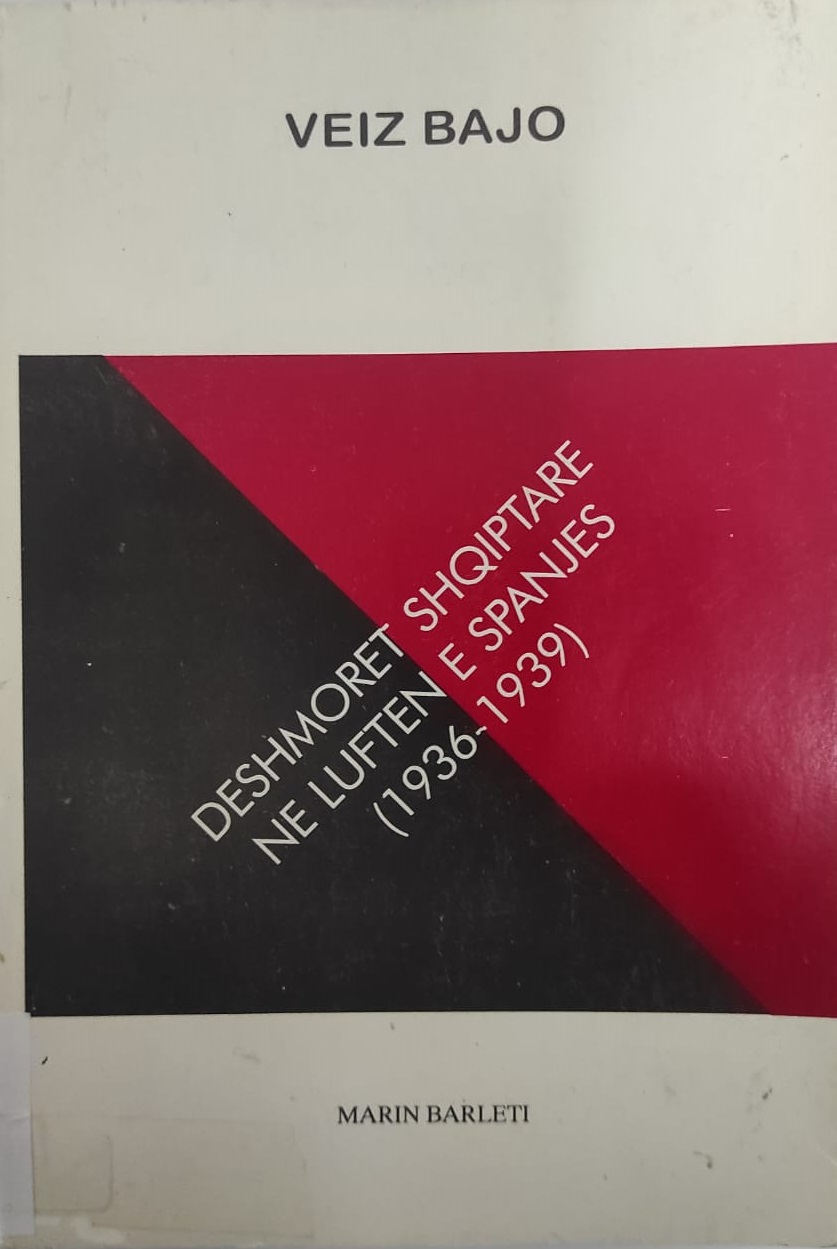 VEIZ BAJO
DESHMORET SHQIPTARE
NE LUFTEN E SPANJES
(1936-1939)
MARIN BARLETI